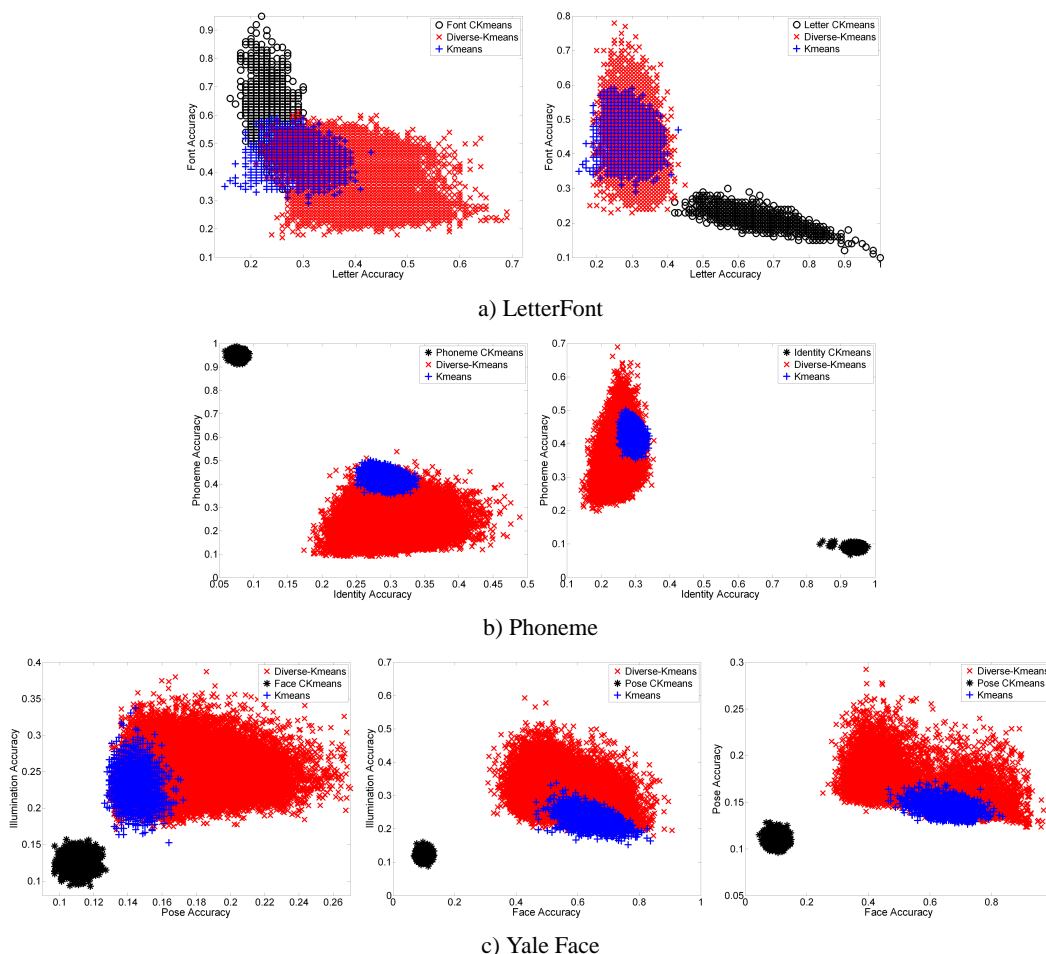 Font CKmeans
Diverse-Kmeans
Kmeans
0.9
0.8
0.7
0.6
0.5
0.4
0.3
0.2
0.1
Font Accuracy
0.2 0.3 0.4 0.5 0.6 0.7
Letter Accuracy
Letter CKmeans
Diverse-Kmeans
Kmeans
0.8
0.7
0.6
0.5
0.4
0.3
0.2
0.1
Font Accuracy
0.2 0.3 0.4 0.5 0.6 0.7 0.8 0.9 1
Letter Accuracy
a) LetterFont
Phoneme CKmeans
Diverse-Kmeans
Kmeans
1
0.9
0.8
0.7
0.6
0.5
0.4
0.3
0.2
0.1
0
Phoneme Accuracy
0.05 0.1 0.15 0.2 0.25 0.3 0.35 0.4 0.45 0.5
Identity Accuracy
Identity CKmeans
Diverse-Kmeans
Kmeans
0.7
0.6
0.5
0.4
0.3
0.2
0.1
0
Phoneme Accuracy
0.1 0.2 0.3 0.4 0.5 0.6 0.7 0.8 0.9 1
Identity Accuracy
b) Phoneme
Diverse-Kmeans
Face CKmeans
Kmeans
0.4
0.35
0.3
0.25
0.2
0.15
0.1
Illumination Accuracy
0.1 0.12 0.14 0.16 0.18 0.2 0.22 0.24 0.26
Pose Accuracy
Diverse-Kmeans
Pose CKmeans
Kmeans
0.8
0.7
0.6
0.5
0.4
0.3
0.2
0.1
0
Illumination Accuracy
0 0.2 0.4 0.6 0.8 1
Face Accuracy
Diverse-Kmeans
Pose CKmeans
Kmeans
0.3
0.25
0.2
0.15
0.1
0.05
Pose Accuracy
0 0.2 0.4 0.6 0.8
Face Accuracy
c) Yale Face